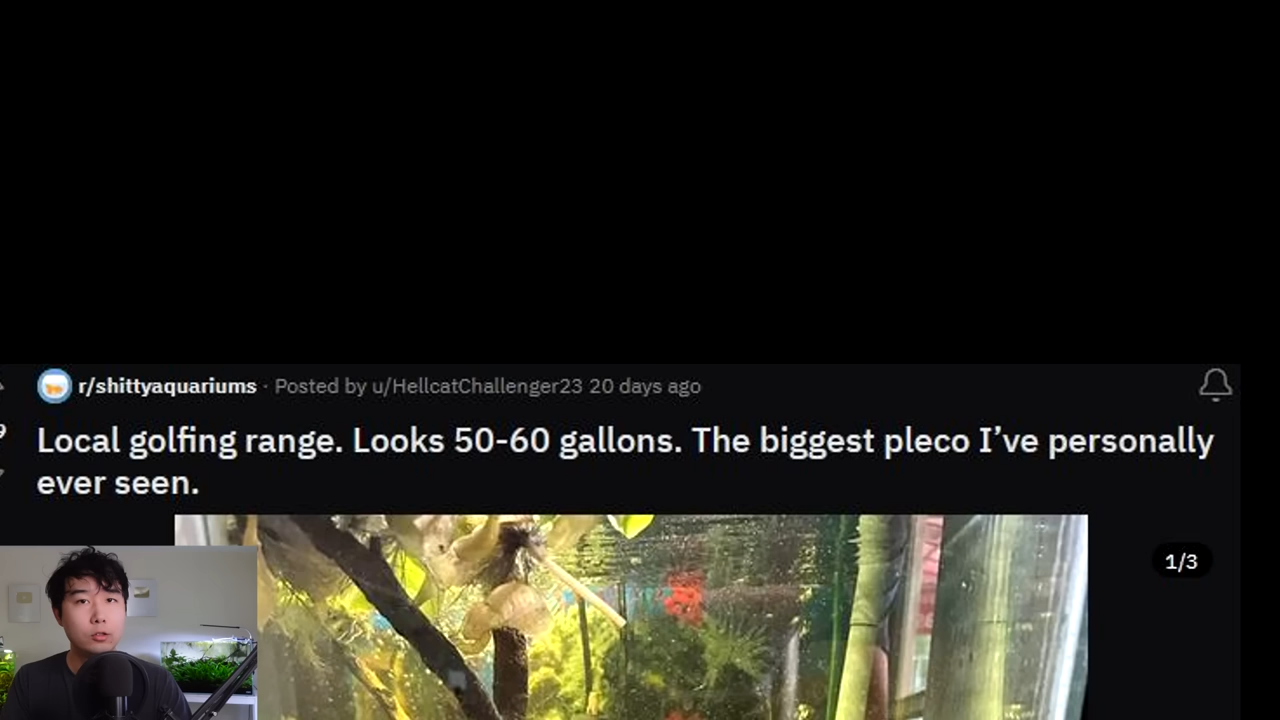 r/shittyaquariums · Posted by u/HellcatChallenger23 20 days ago
Local golfing range. Looks 50-60 gallons. The biggest pleco I’ve personally
ever seen.
1/3